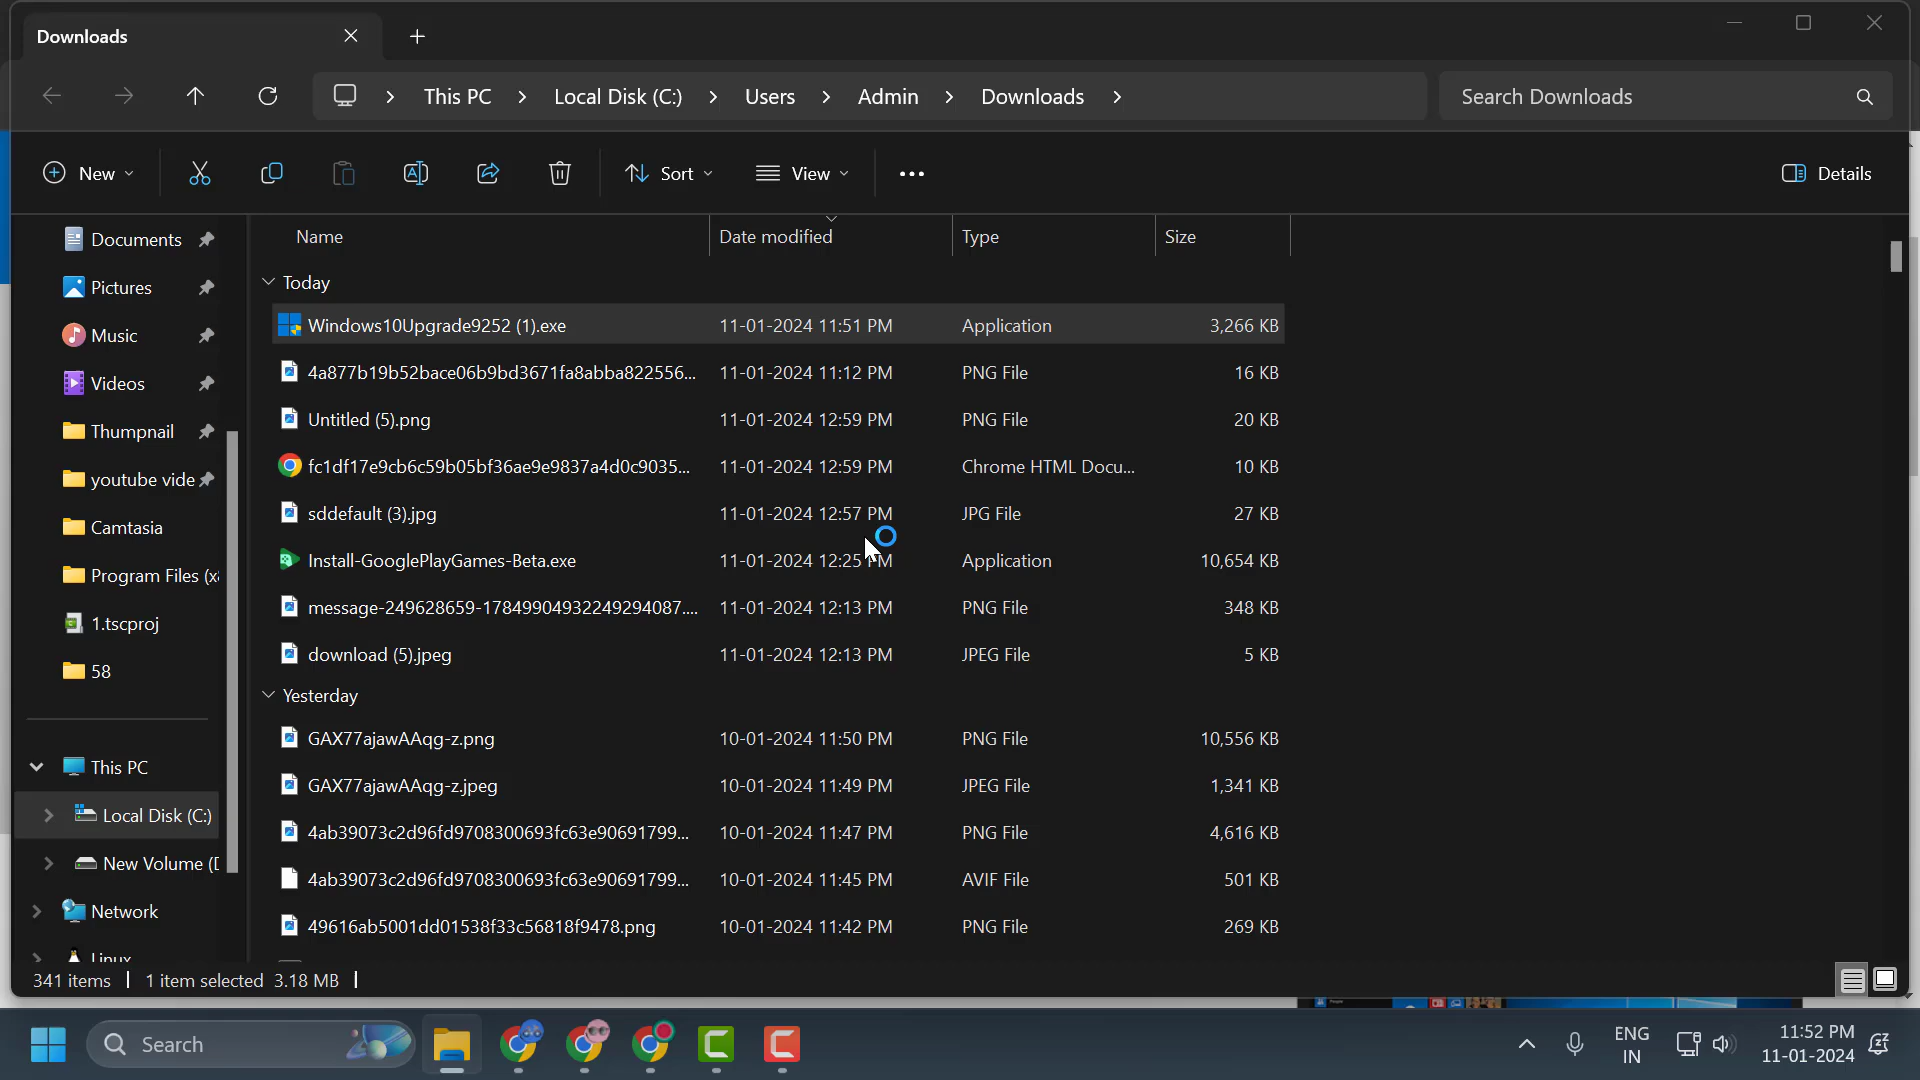 Downloads
This PC Local Disk (C:) Users Admin Downloads
Search Downloads
New
Sort
View
Details
Documents
Pictures
Music
Videos
Thumpnail
youtube vide
Camtasia
Program Files (x
1.tscproj
58
This PC
Local Disk (C:)
New Volume (
Network
Linux
Name Date modified Type Size
Today
Windows10Upgrade9252 (1).exe 11-01-2024 11:51 PM Application 3,266 KB
4a877b19b52bace06b9bd3671fa8abba822556... 11-01-2024 11:12 PM PNG File 16 KB
Untitled (5).png 11-01-2024 12:59 PM PNG File 20 KB
fc1df17e9cb6c59b05bf36ae9e9837a4d0c9035... 11-01-2024 12:59 PM Chrome HTML Docu... 10 KB
sddefault (3).jpg 11-01-2024 12:57 PM JPG File 27 KB
Install-GooglePlayGames-Beta.exe 11-01-2024 12:25 PM Application 10,654 KB
message-249628659-17849904932249294087.... 11-01-2024 12:13 PM PNG File 348 KB
download (5).jpeg 11-01-2024 12:13 PM JPEG File 5 KB
Yesterday
GAX77ajawAAqg-z.png 10-01-2024 11:50 PM PNG File 10,556 KB
GAX77ajawAAqg-z.jpeg 10-01-2024 11:49 PM JPEG File 1,341 KB
4ab39073c2d96fd9708300693fc63e90691799... 10-01-2024 11:47 PM PNG File 4,616 KB
4ab39073c2d96fd9708300693fc63e90691799... 10-01-2024 11:45 PM AVIF File 501 KB
49616ab5001dd01538f33c56818f9478.png 10-01-2024 11:42 PM PNG File 269 KB
341 items 1 item selected 3.18 MB
Search
ENG
IN
11:52 PM
11-01-2024